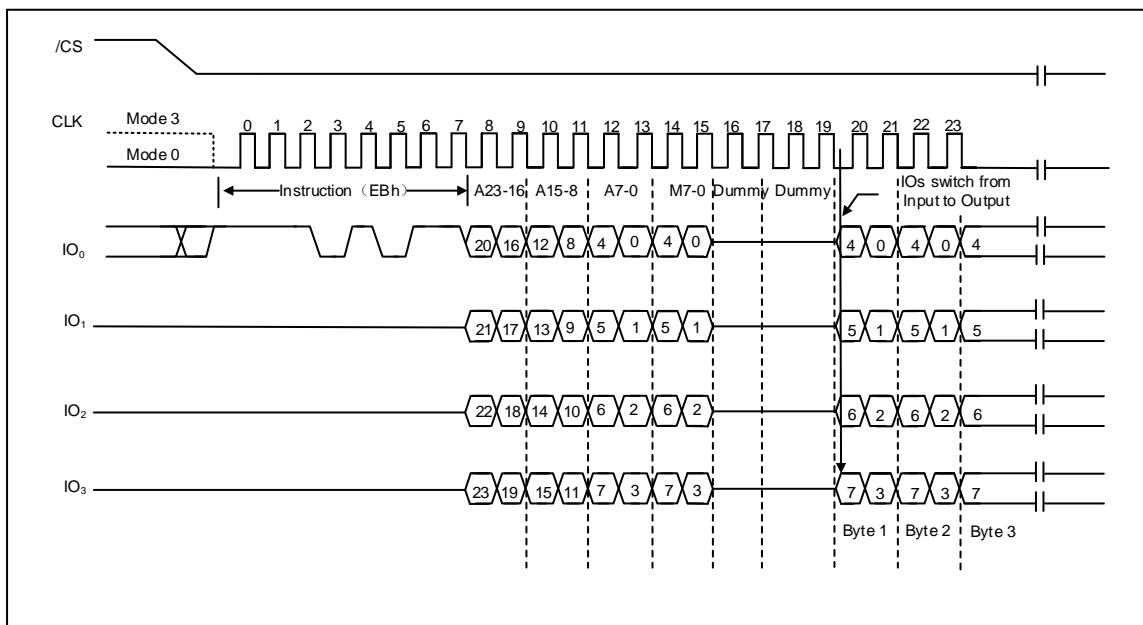 /CS
CLK Mode 3
Mode 0
0 1 2 3 4 5 6 7 8 9 10 11 12 13 14 15 16 17 18 19 20 21 22 23
Instruction（EBh） A23-16 A15-8 A7-0 M7-0 Dummy Dummy
IOs switch from
Input to Output
IO0 20 16 12 8 4 0 4 0 4 0 4 0 4
IO1 21 17 13 9 5 1 5 1 5 1 5 1 5
IO2 22 18 14 10 6 2 6 2 6 2 6 2 6
IO3 23 19 15 11 7 3 7 3 7 3 7 3 7
Byte 1 Byte 2 Byte 3